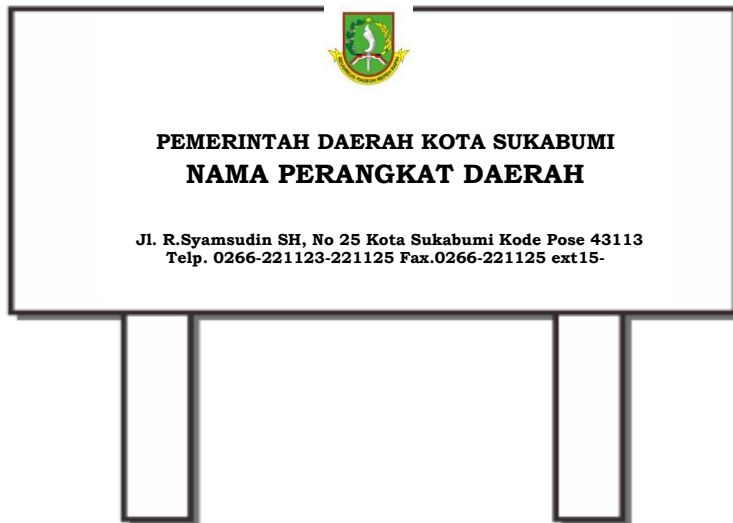 PEMERINTAH DAERAH KOTA SUKABUMI
NAMA PERANGKAT DAERAH
Jl. R.Syamsudin SH, No 25 Kota Sukabumi Kode Pose 43113
Telp. 0266-221123-221125 Fax.0266-221125 ext15-